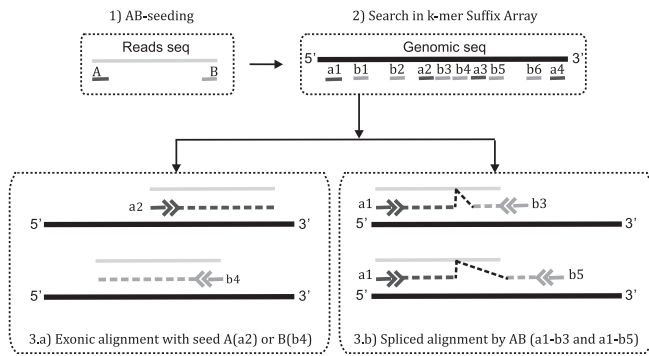 1) AB-seeding
2) Search in k-mer Suffix Array
Reads seq
A B
Genomic seq
5' 3'
a1 b1 b2 a2 b3 b4 a3 b5 b6 a4
a2
5' 3'
b4
5' 3'
3.a) Exonic alignment with seed A(a2) or B(b4)
a1 b3
5' 3'
a1 b5
5' 3'
3.b) Spliced alignment by AB (a1-b3 and a1-b5)